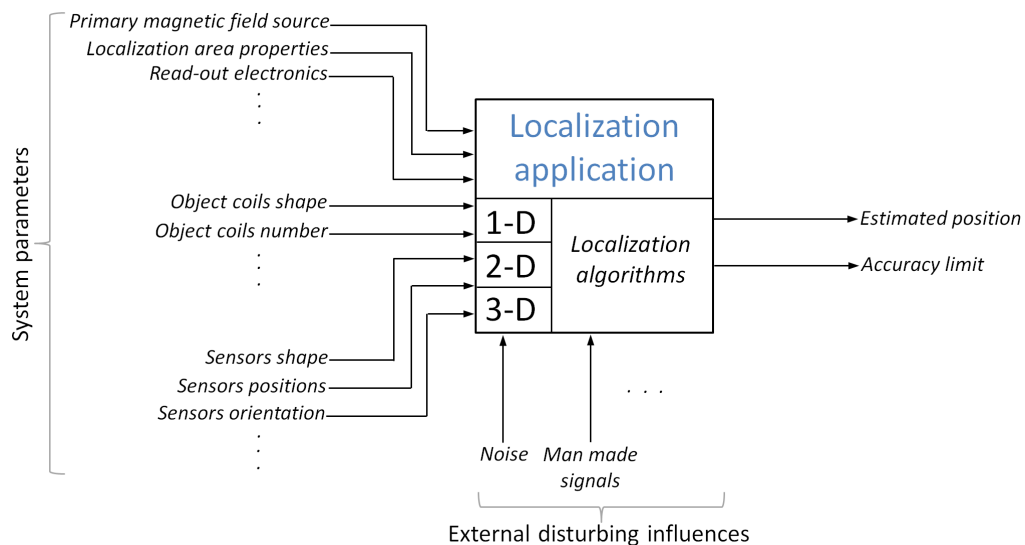 Primary magnetic field source
Localization area properties
Read-out electronics
.
.
.
Object coils shape
Object coils number
.
.
.
Sensors shape
Sensors positions
Sensors orientation
.
.
.
System parameters
Localization
application
1-D
2-D
3-D
Localization
algorithms
Estimated position
Accuracy limit
. . .
Noise
Man made
signals
External disturbing influences